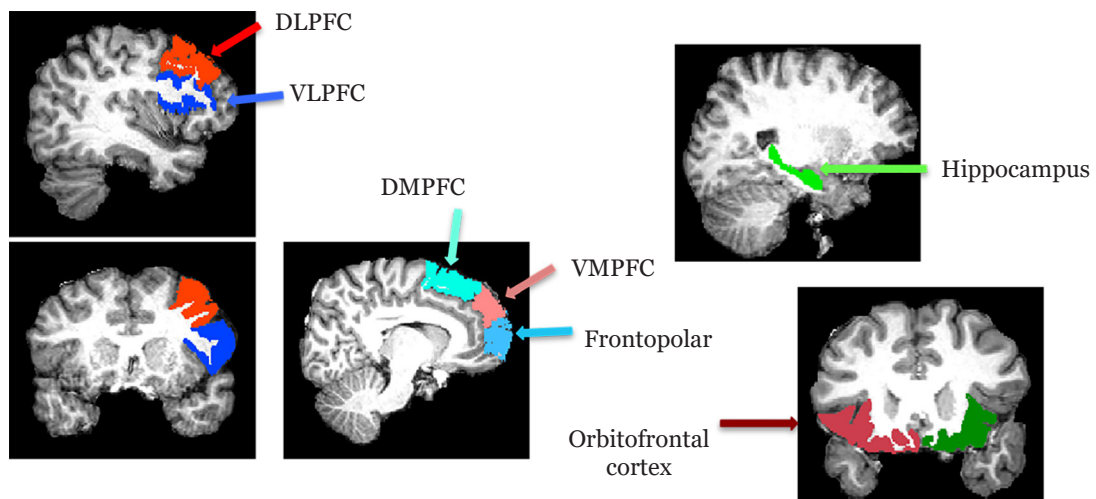 DLPFC
VLPFC
DMPFC
VMPFC
Frontopolar
Hippocampus
Orbitofrontal
cortex